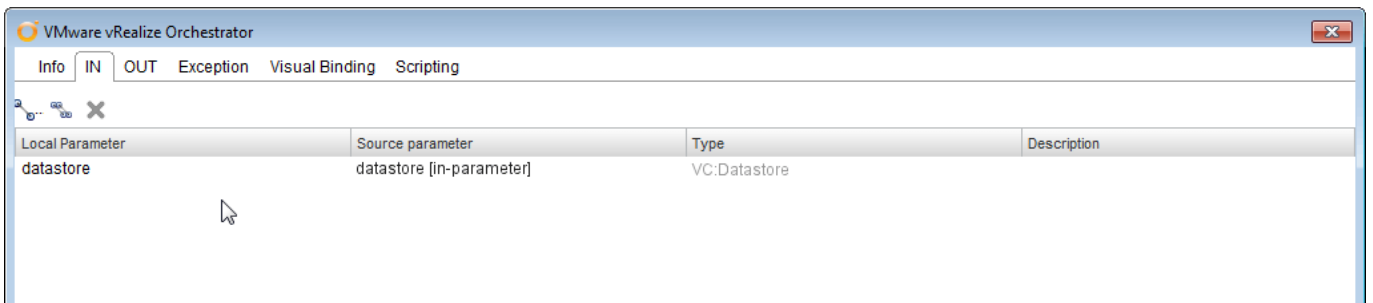 VMware vRealize Orchestrator
Info IN OUT Exception Visual Binding Scripting
Local Parameter Source parameter Type Description
datastore datastore [in-parameter] VC:Datastore